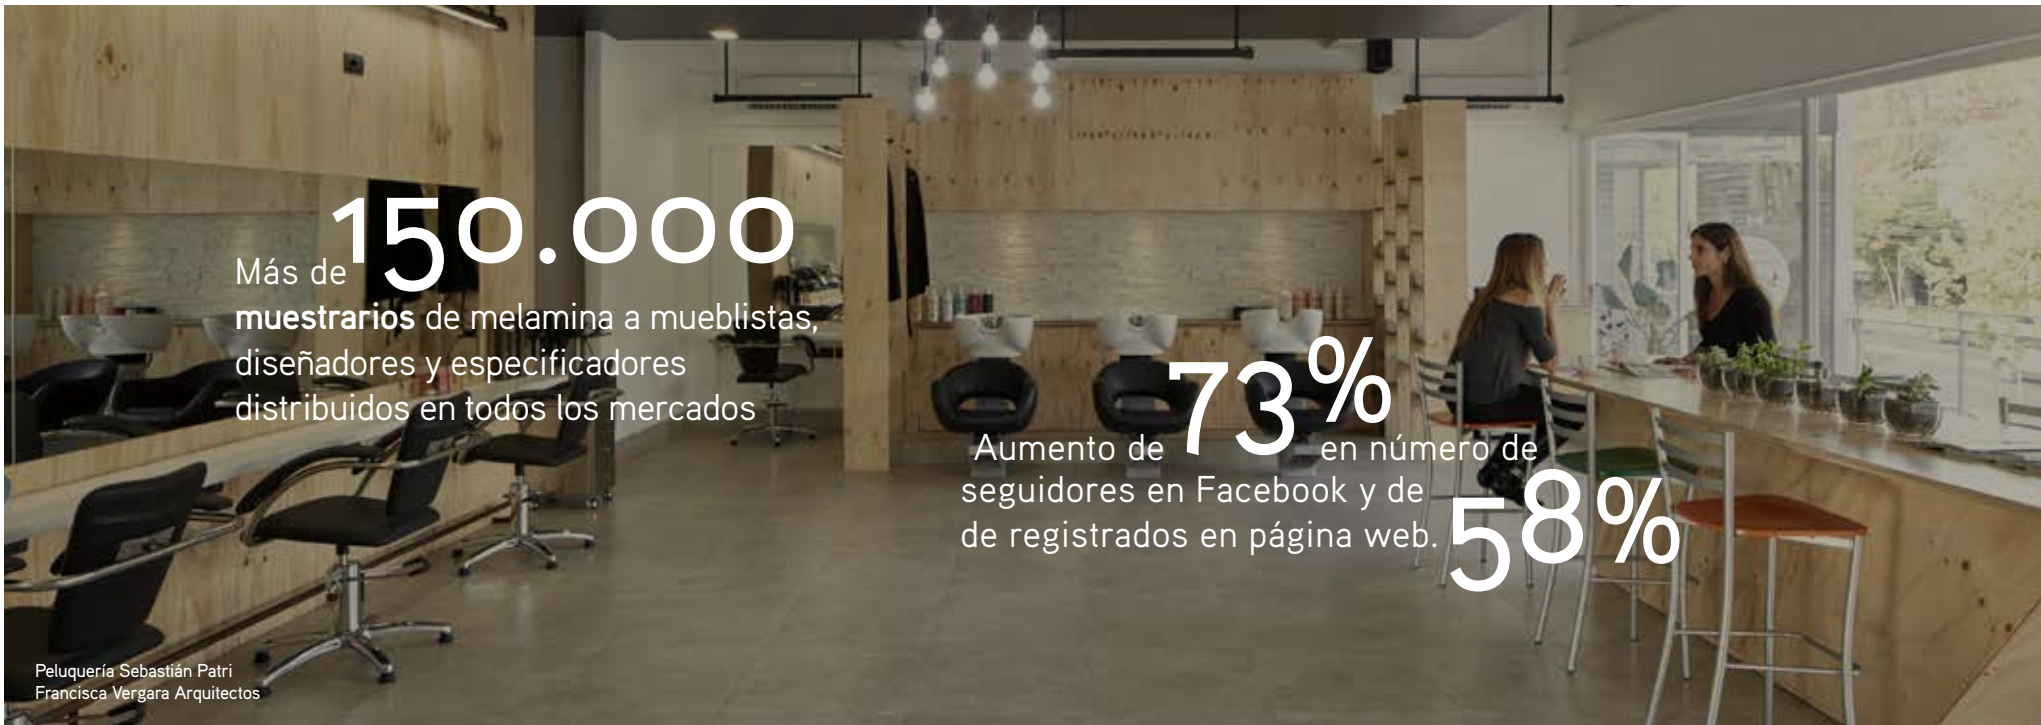 Más de 150.000
muestrarios de melamina a mueblistas,
diseñadores y especificadores
distribuidos en todos los mercados
Aumento de 73% en número de
seguidores en Facebook y de 58%
de registrados en página web.
Peluquería Sebastián Patri
Francisca Vergara Arquitectos